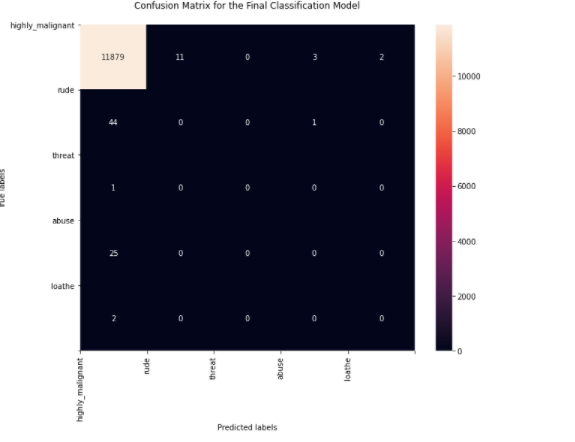 Confusion Matrix for the Final Classification Model
highly_malignant
11879 11 0 3 2
rude
44 0 0 1 0
threat
1 0 0 0 0
abuse
25 0 0 0 0
loathe
2 0 0 0 0
10000
8000
6000
4000
2000
0
highly_malignant
rude
threat
abuse
loathe
Predicted labels
labels